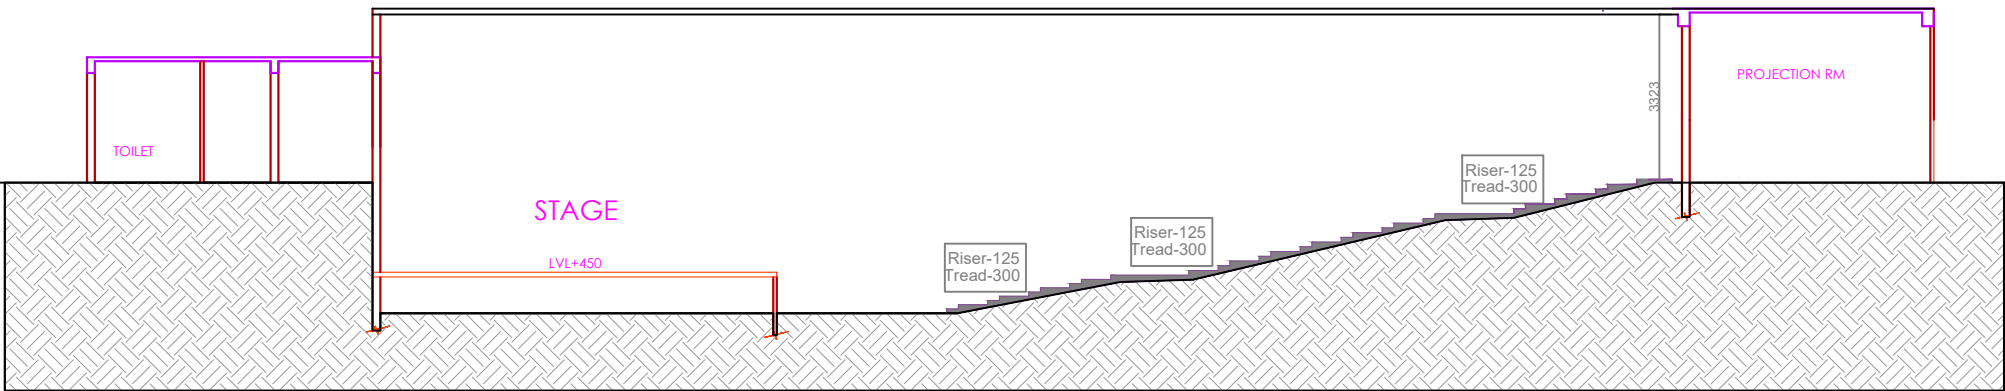 PROJECTION RM
3323
TOILET
Riser-125
Tread-300
STAGE
Riser-125
Tread-300
Riser-125
Tread-300
LVL+450